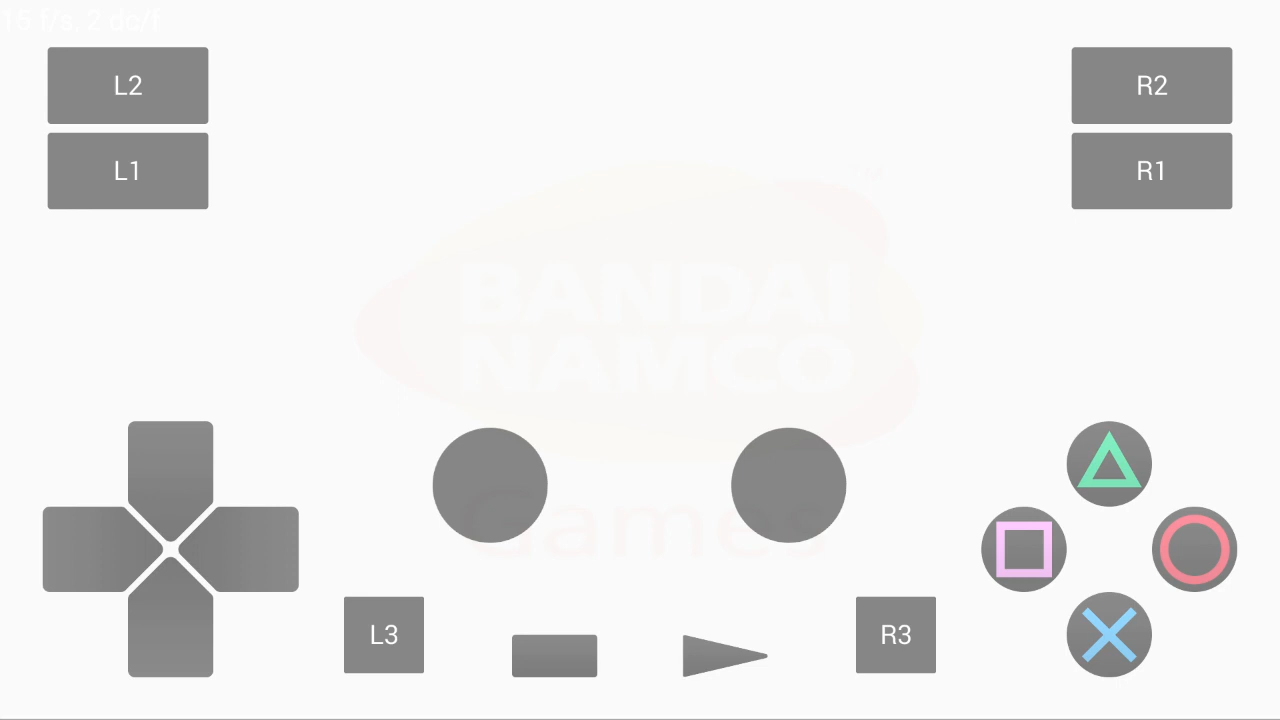 15 f/s, 2 dc/f
L2
R2
L1
R1
BANDAI
NAMCO
Games
L3
R3